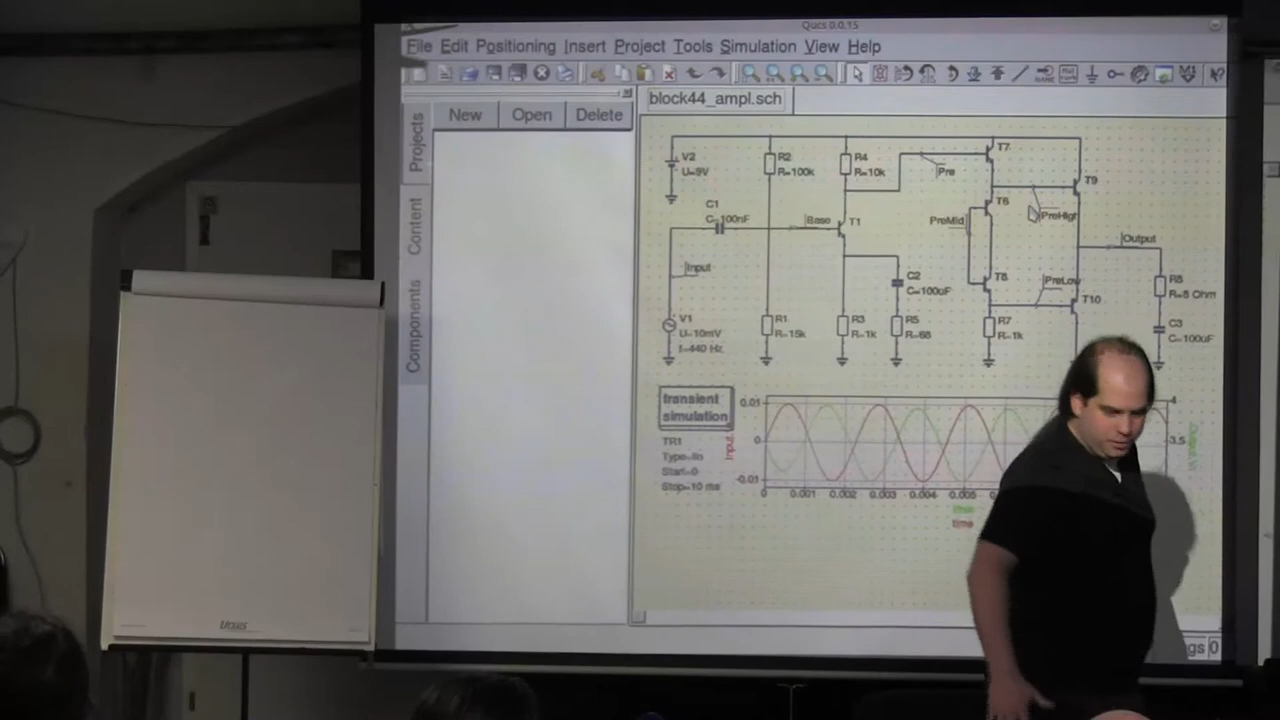 Qucs 0.0.15
File Edit Positioning Insert Project Tools Simulation View Help
New Open Delete
Projects
Content
Components
block44_ampl.sch
V2
U=9V
R2
R=100k
R4
R=10k
Pre
T7
T9
C1
C=100nF
Base
T1
PreMid
T6
PreHigh
Output
Input
C2
C=100uF
T8
PreLow
T10
R=8 Ohm
V1
U=10mV
f=440 Hz
R1
R=15k
R3
R=1k
R5
R=68
R7
R=1k
C3
C=100uF
transient
simulation
TR1
Type=lin
Start=0
Stop=10 ms
0.01
0
-0.01
Input
0 0.001 0.002 0.003 0.004 0.005
time
time
4
3.5